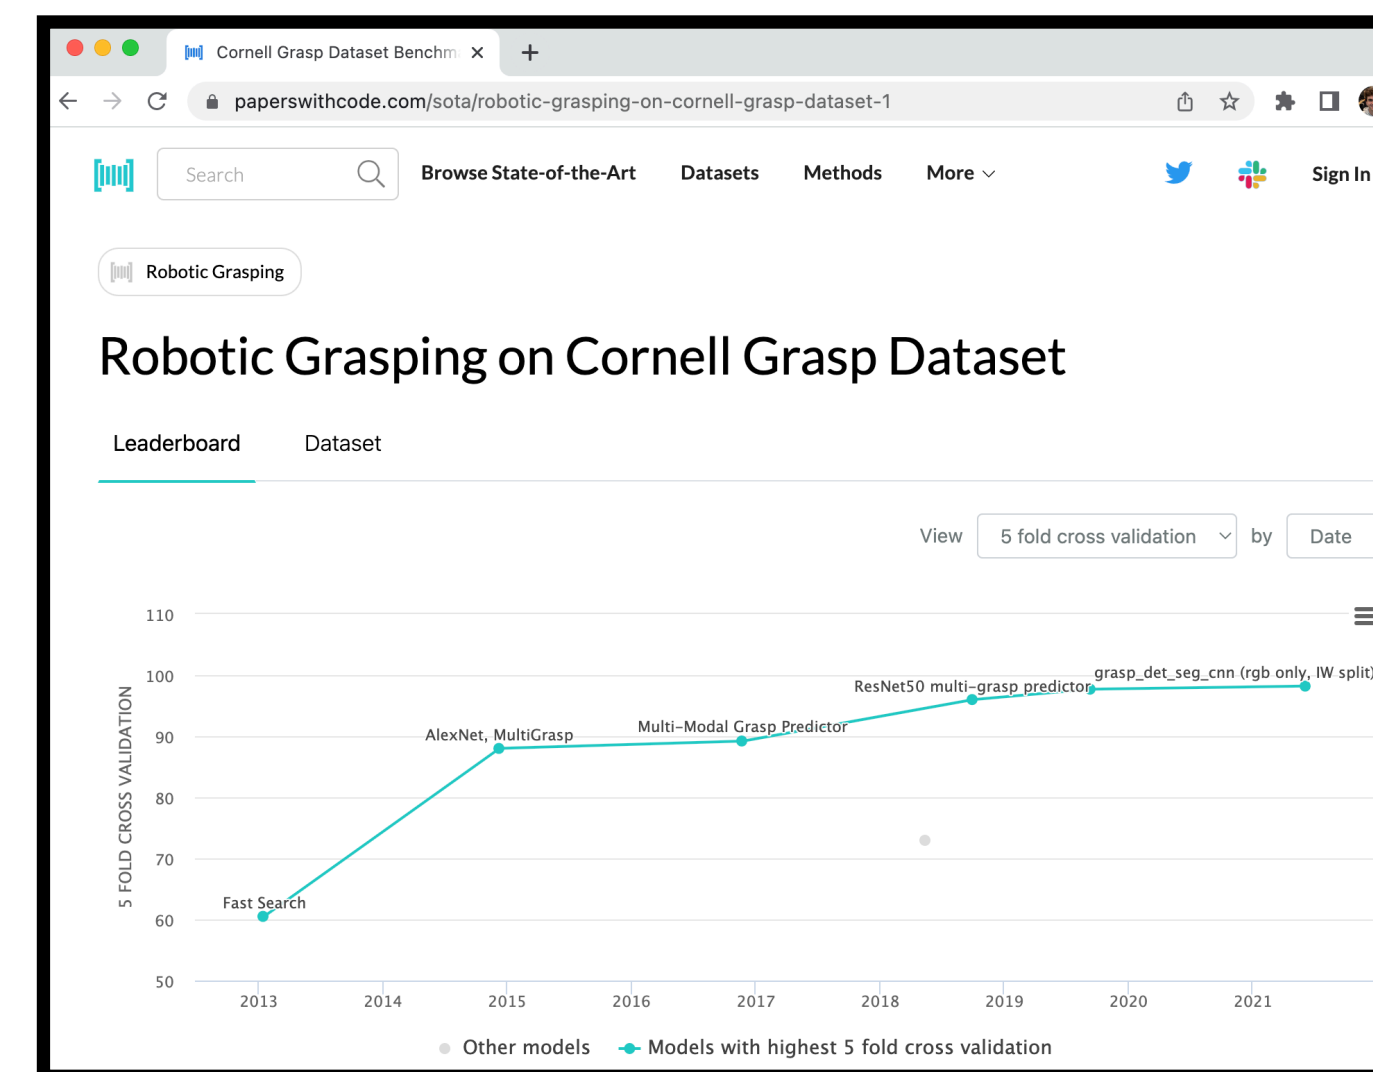 Cornell Grasp Dataset Benchm
paperswithcode.com/sota/robotic-grasping-on-cornell-grasp-dataset-1
Search
Browse State-of-the-Art
Datasets
Methods
More
Sign In
Robotic Grasping
Robotic Grasping on Cornell Grasp Dataset
Leaderboard
Dataset
View
5 fold cross validation
by
Date
110
100
90
80
70
60
50
5 FOLD CROSS VALIDATION
Fast Search
AlexNet, MultiGrasp
Multi-Modal Grasp Predictor
ResNet50 multi-grasp predictor
grasp_det_seg_cnn (rgb only, IW split)
2013
2014
2015
2016
2017
2018
2019
2020
2021
Other models
Models with highest 5 fold cross validation